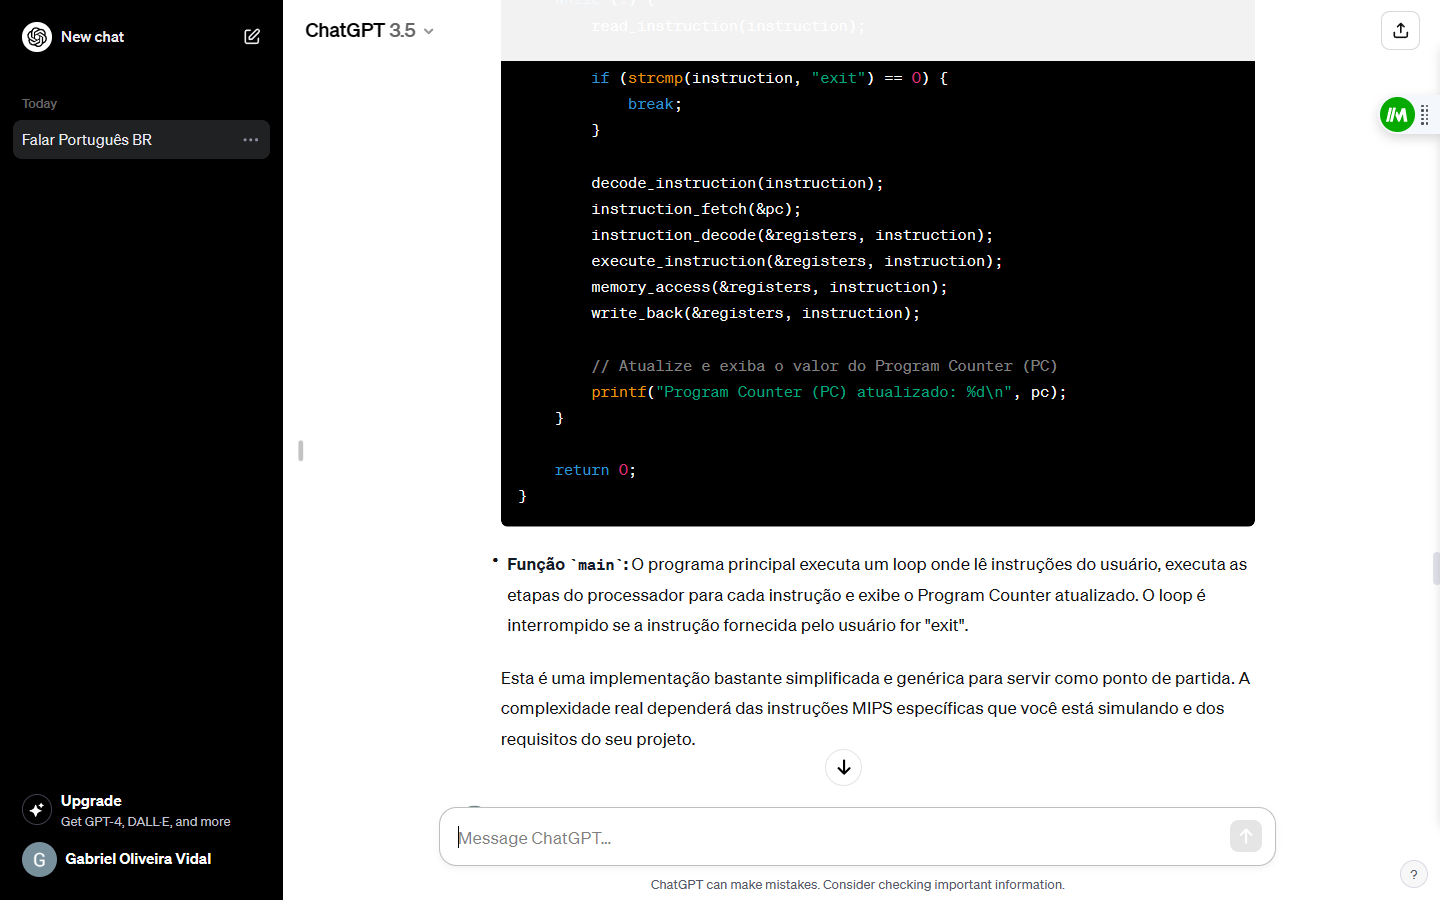 New chat
Today
Falar Português BR
Upgrade
Get GPT-4, DALL·E, and more
G
Gabriel Oliveira Vidal
ChatGPT 3.5
read_instruction(instruction);
if (strcmp(instruction, "exit") == 0) {
break;
}
decode_instruction(instruction);
instruction_fetch(&pc);
instruction_decode(&registers, instruction);
execute_instruction(&registers, instruction);
memory_access(&registers, instruction);
write_back(&registers, instruction);
// Atualize e exiba o valor do Program Counter (PC)
printf("Program Counter (PC) atualizado: %d\n", pc);
}
return 0;
}
• Função `main`: O programa principal executa um loop onde lê instruções do usuário, executa as
etapas do processador para cada instrução e exibe o Program Counter atualizado. O loop é
interrompido se a instrução fornecida pelo usuário for "exit".
Esta é uma implementação bastante simplificada e genérica para servir como ponto de partida. A
complexidade real dependerá das instruções MIPS específicas que você está simulando e dos
requisitos do seu projeto.
Message ChatGPT...
ChatGPT can make mistakes. Consider checking important information.
?